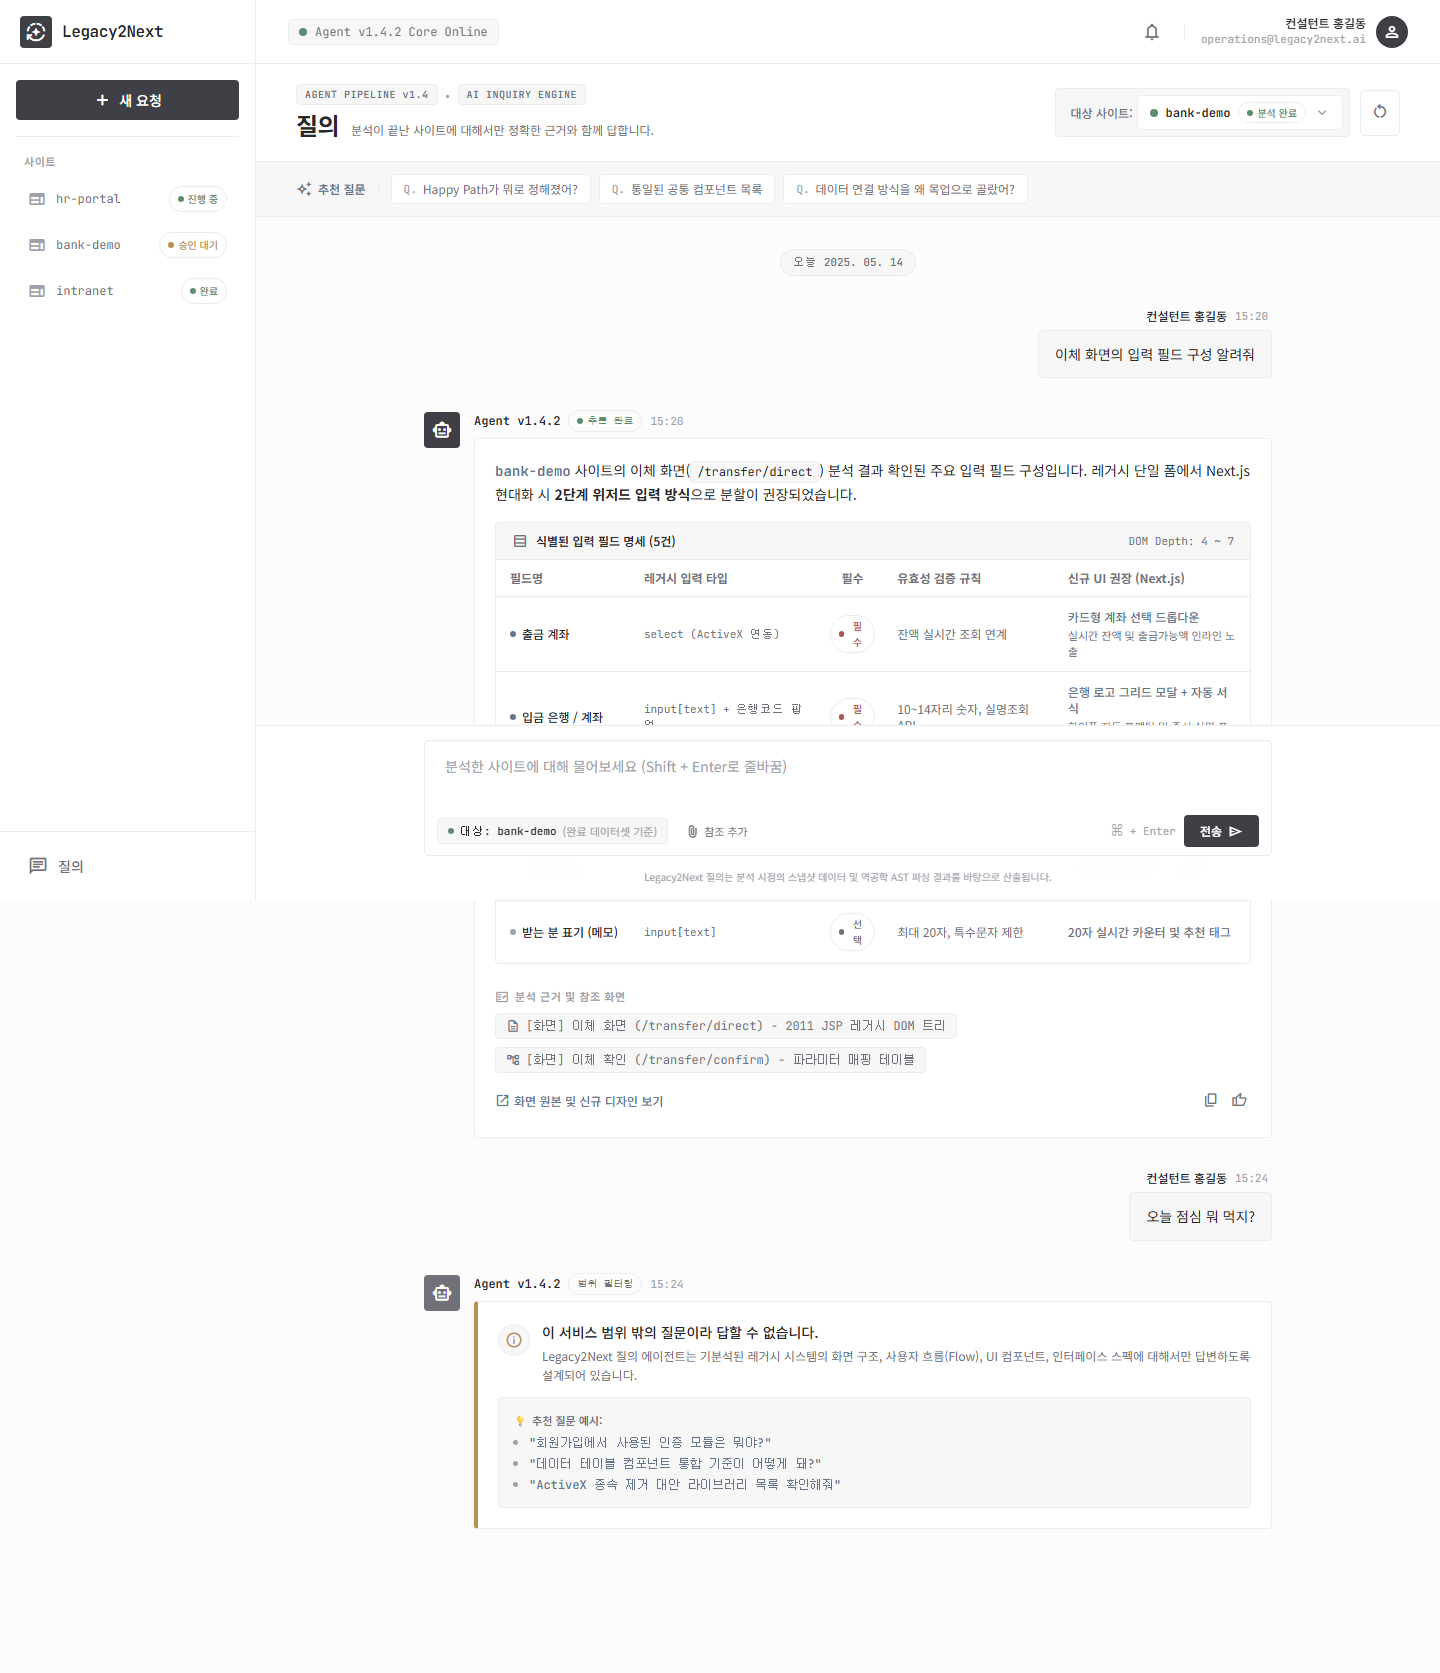 Legacy2Next
Agent v1.4.2 Core Online
컨설턴트 홍길동
operations@legacy2next.ai
새 요청
사이트
hr-portal
진행 중
bank-demo
승인 대기
intranet
완료
질의
AGENT PIPELINE v1.4
AI INQUIRY ENGINE
질의 분석이 끝난 사이트에 대해서만 정확한 근거와 함께 답합니다.
대상 사이트:
bank-demo
분석 완료
추천 질문
Q. Happy Path가 뭐로 정해졌어?
Q. 통일된 공통 컴포넌트 목록
Q. 데이터 연결 방식을 왜 목업으로 골랐어?
오늘 2025. 05. 14
컨설턴트 홍길동 15:20
이체 화면의 입력 필드 구성 알려줘
Agent v1.4.2 추론 완료 15:20
bank-demo 사이트의 이체 화면( /transfer/direct ) 분석 결과 확인된 주요 입력 필드 구성입니다. 레거시 단일 폼에서 Next.js
현대화 시 2단계 위저드 입력 방식으로 분할이 권장되었습니다.
식별된 입력 필드 명세 (5건)
DOM Depth: 4 ~ 7
필드명 레거시 입력 타입 필수 유효성 검증 규칙 신규 UI 권장 (Next.js)
출금 계좌
select (ActiveX 연동)
필
수
잔액 실시간 조회 연계
카드형 계좌 선택 드롭다운
실시간 잔액 및 출금가능액 인라인 노
출
입금 은행 / 계좌
input[text] + 은행코드 팝
필
10~14자리 숫자, 실명조회
은행 로고 그리드 모달 + 자동 서
식
분석한 사이트에 대해 물어보세요 (Shift + Enter로 줄바꿈)
대상: bank-demo (완료 데이터셋 기준)
참조 추가
⌘ + Enter
전송
Legacy2Next 질의는 분석 시점의 스냅샷 데이터 및 역공학 AST 파싱 결과를 바탕으로 산출됩니다.
받는 분 표기 (메모)
input[text]
선
택
최대 20자, 특수문자 제한
20자 실시간 카운터 및 추천 태그
분석 근거 및 참조 화면
[화면] 이체 화면 (/transfer/direct) - 2011 JSP 레거시 DOM 트리
[화면] 이체 확인 (/transfer/confirm) - 파라미터 매핑 테이블
화면 원본 및 신규 디자인 보기
컨설턴트 홍길동 15:24
오늘 점심 뭐 먹지?
Agent v1.4.2 범위 필터링 15:24
이 서비스 범위 밖의 질문이라 답할 수 없습니다.
Legacy2Next 질의 에이전트는 기분석된 레거시 시스템의 화면 구조, 사용자 흐름(Flow), UI 컴포넌트, 인터페이스 스펙에 대해서만 답변하도록
설계되어 있습니다.
추천 질문 예시:
"회원가입에서 사용된 인증 모듈은 뭐야?"
"데이터 테이블 컴포넌트 통합 기준이 어떻게 돼?"
"ActiveX 종속 제거 대안 라이브러리 목록 확인해줘"